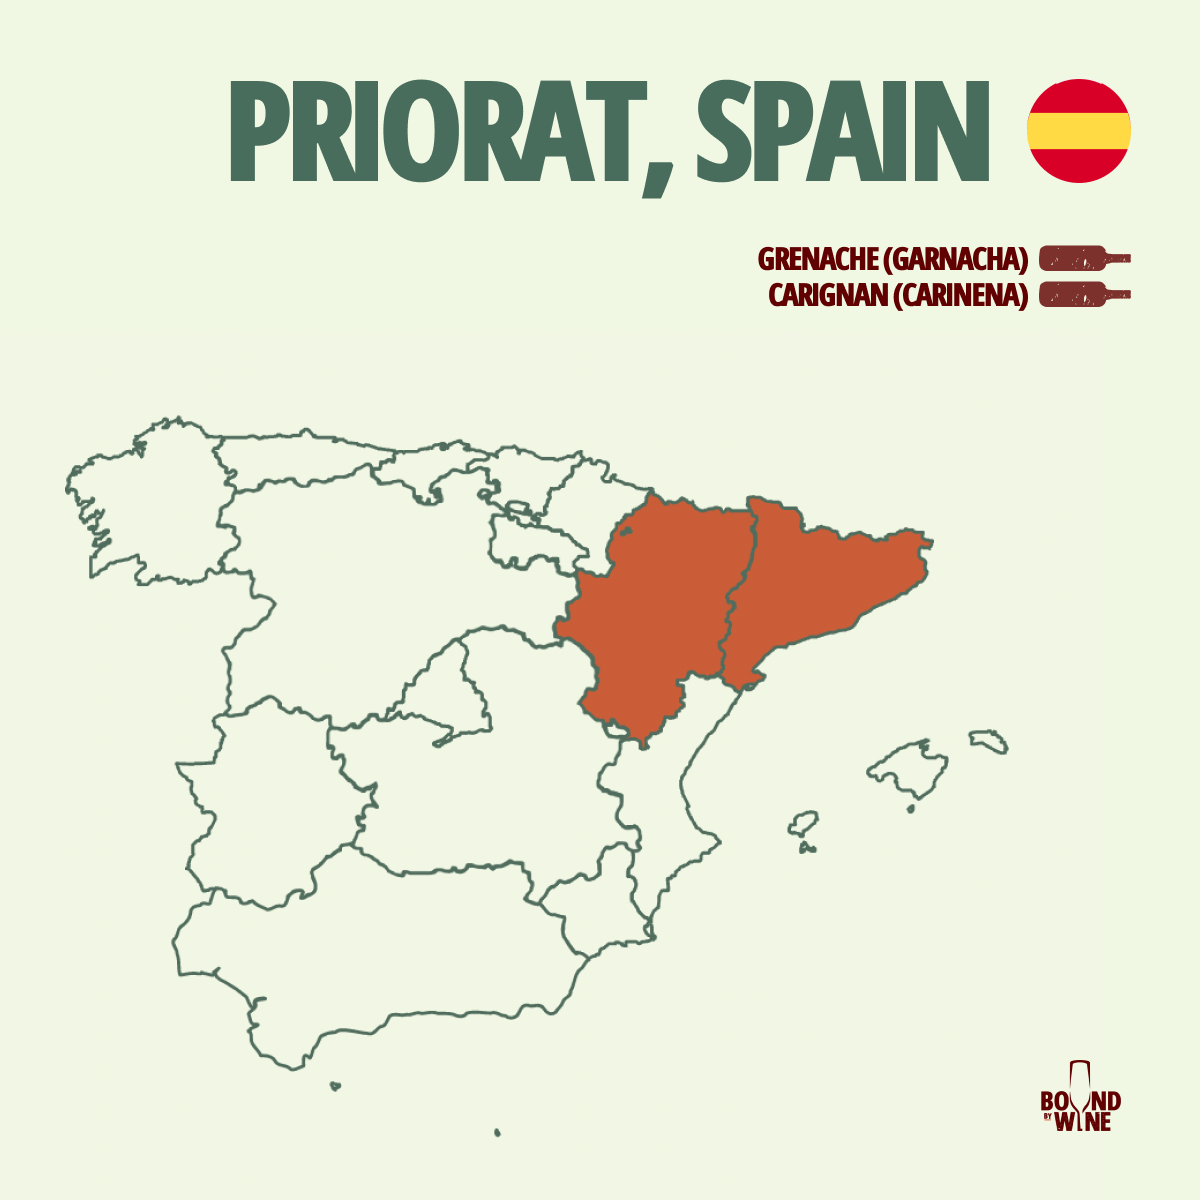 PRIORAT, SPAIN
GRENACHE (GARNACHA)
CARIGNAN (CARINENA)
BOUND
BY WINE